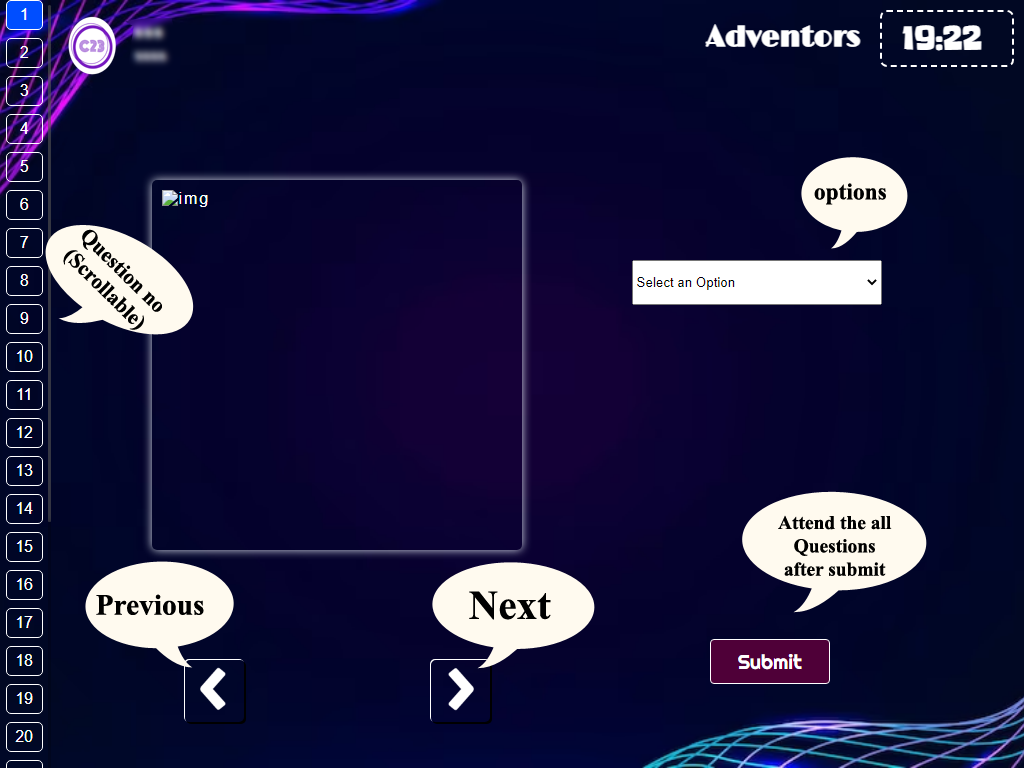 1
2
3
4
5
6
7
8
9
10
11
12
13
14
15
16
17
18
19
20
C23
Adventors
19:22
img
Question no
(Scrollable)
options
Select an Option
Previous
Next
Attend the all
Questions
after submit
Submit